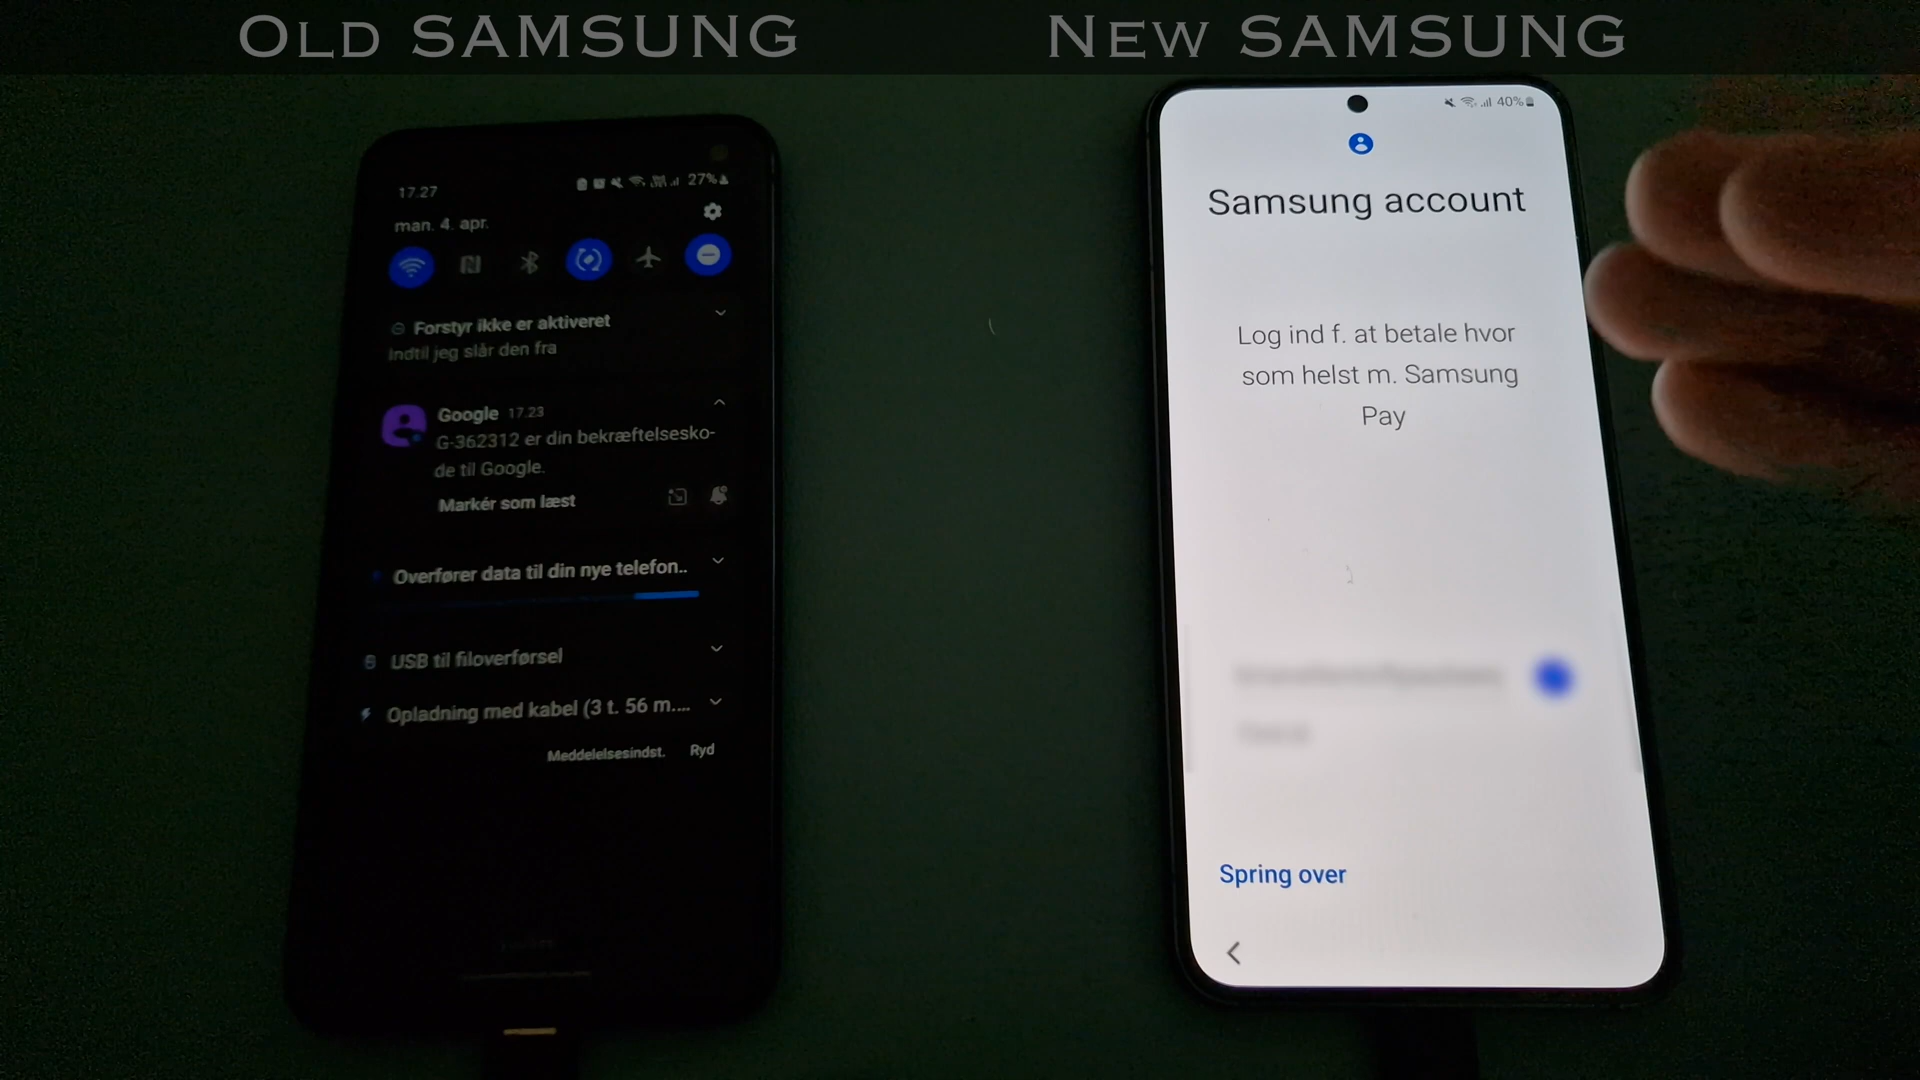 OLD SAMSUNG
NEW SAMSUNG
17.27
27%
man. 4. apr.
Forstyr ikke er aktiveret
Indtil jeg slår den fra
Google 17.23
G-362312 er din bekræftelsesko-
de til Google.
Markér som læst
Overfører data til din nye telefon..
USB til filoverførsel
Opladning med kabel (3 t. 56 m....
Meddelelsesindst. Ryd
40%
Samsung account
Log ind f. at betale hvor
som helst m. Samsung
Pay
Spring over